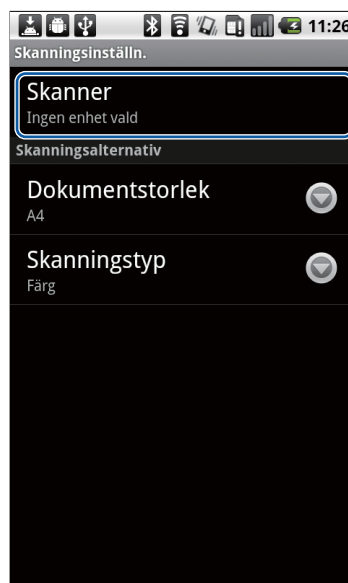 11:26
Skanningsinställn.
Skanner
Ingen enhet vald
Skanningsalternativ
Dokumentstorlek
A4
Skanningstyp
Färg